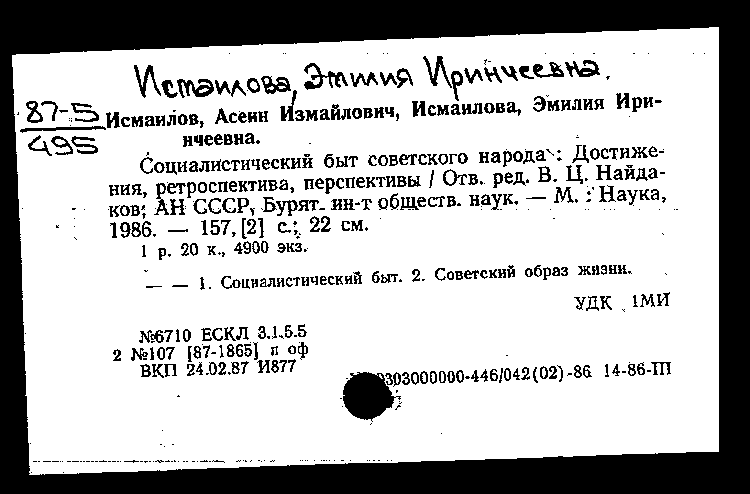 Исмаилова, Эмилия Иринчеевна.
87-5
495
Исмаилов, Асеин Измайлович, Исмаилова, Эмилия Ири-
нчеевна.
Социалистический быт советского народа : Достиже-
ния, ретроспектива, перспективы / Отв. ред. В. Ц. Найда-
ков; АН СССР, Бурят. ин-т обществ. наук. — М. : Наука,
1986. — 157, [2] с.; 22 см.
1 р. 20 к., 4900 экз.
— — 1. Социалистический быт. 2. Советский образ жизни.
УДК 1МИ
№6710 ЕСКЛ 3.1.5.5
2 №107 [87-1865] п оф
ВКП 24.02.87 И877
0303000000-446/042(02)-86 14-86-III